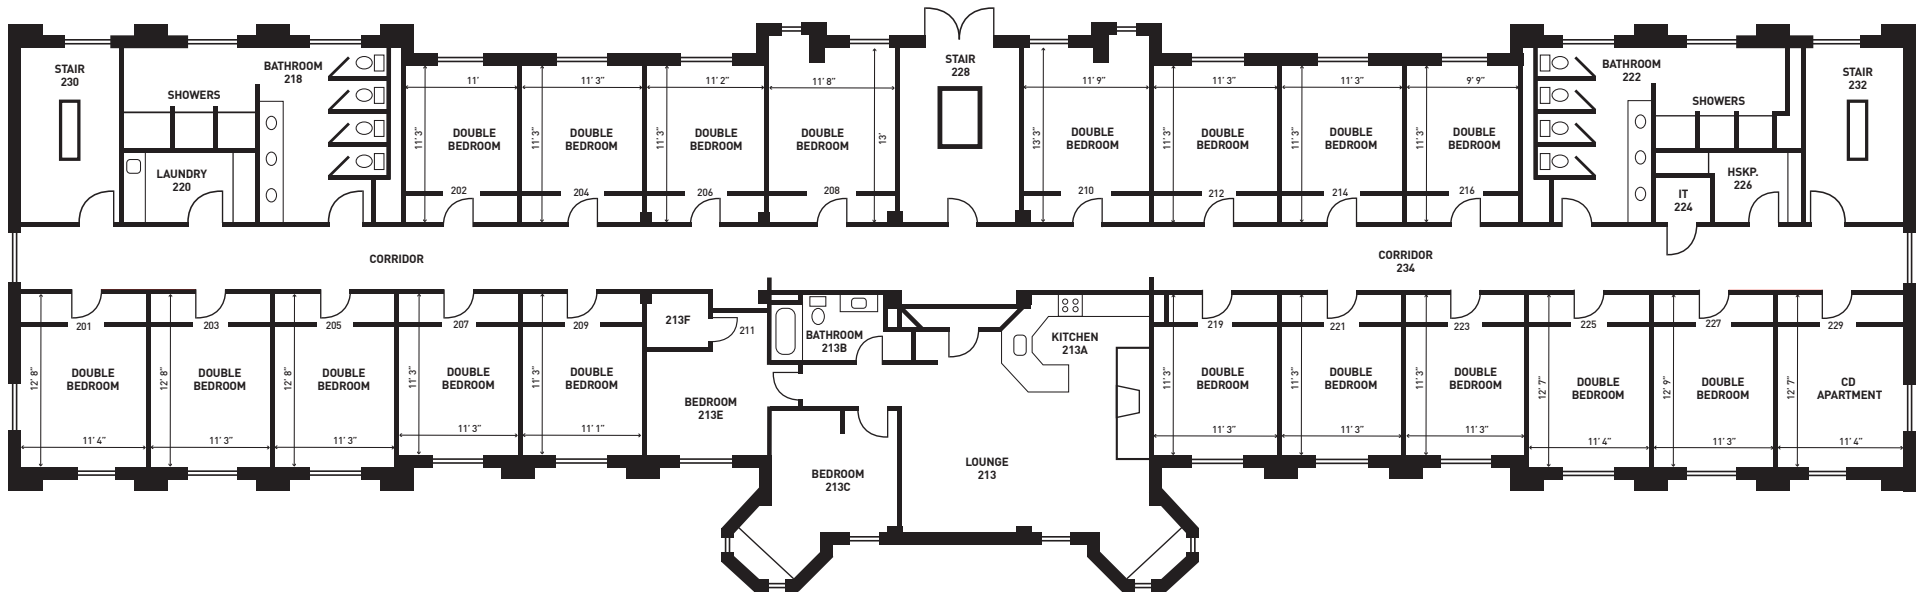 STAIR
230
SHOWERS
BATHROOM
218
LAUNDRY
220
11'
11' 3"
DOUBLE
BEDROOM
202
11' 3"
11' 3"
DOUBLE
BEDROOM
204
11' 2"
11' 3"
DOUBLE
BEDROOM
206
11' 8"
13'
DOUBLE
BEDROOM
208
STAIR
228
11' 9"
13' 3"
DOUBLE
BEDROOM
210
11' 3"
11' 3"
DOUBLE
BEDROOM
212
11' 3"
11' 3"
DOUBLE
BEDROOM
214
9' 9"
11' 3"
DOUBLE
BEDROOM
216
BATHROOM
222
SHOWERS
IT
224
HSKP.
226
STAIR
232
CORRIDOR
CORRIDOR
234
201
12' 8"
DOUBLE
BEDROOM
11' 4"
203
12' 8"
DOUBLE
BEDROOM
11' 3"
205
12' 8"
DOUBLE
BEDROOM
11' 3"
207
11' 3"
DOUBLE
BEDROOM
11' 3"
209
11' 3"
DOUBLE
BEDROOM
11' 1"
213F
211
BEDROOM
213E
BATHROOM
213B
BEDROOM
213C
KITCHEN
213A
LOUNGE
213
219
11' 3"
DOUBLE
BEDROOM
11' 3"
221
11' 3"
DOUBLE
BEDROOM
11' 3"
223
11' 3"
DOUBLE
BEDROOM
11' 3"
225
12' 7"
DOUBLE
BEDROOM
11' 4"
227
12' 9"
DOUBLE
BEDROOM
11' 3"
229
12' 7"
CD
APARTMENT
11' 4"